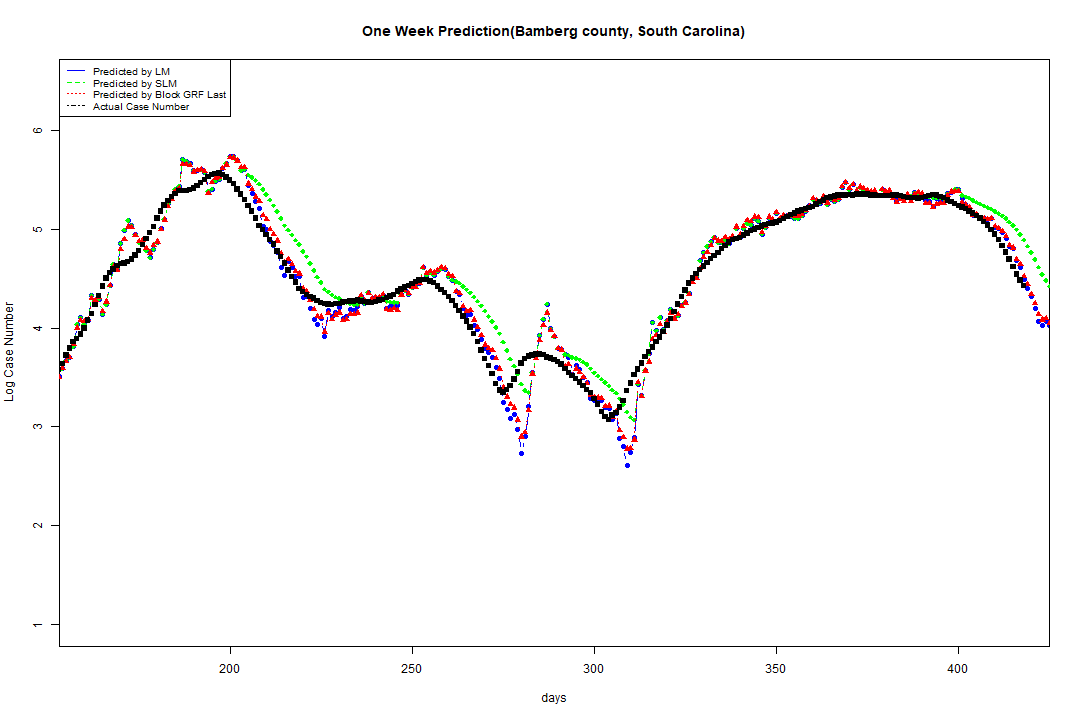 One Week Prediction(Bamberg county, South Carolina)
Predicted by LM
Predicted by SLM
Predicted by Block GRF Last
Actual Case Number
6
5
4
3
2
1
Log Case Number
200
250
300
350
400
days